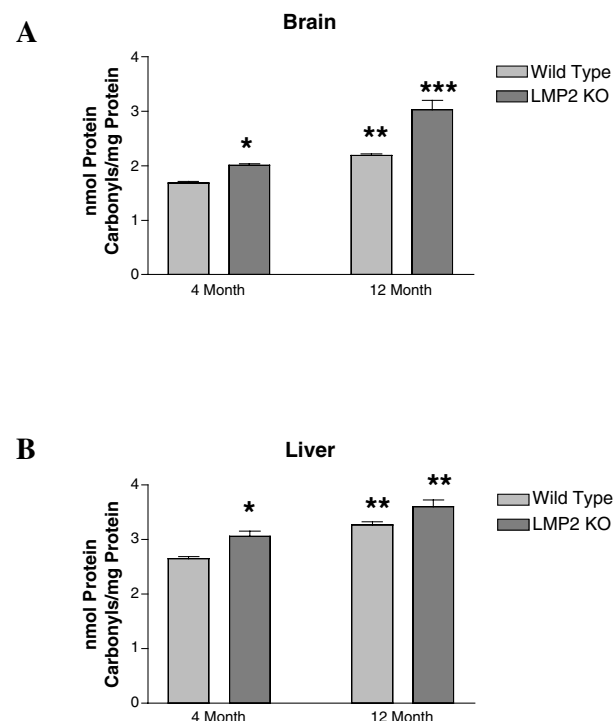 A
Brain
Wild Type
LMP2 KO
nmol Protein
Carbonyls/mg Protein
4
3
2
1
0
*
**
***
4 Month
12 Month
B
Liver
Wild Type
LMP2 KO
nmol Protein
Carbonyls/mg Protein
4
3
2
1
0
*
**
**
4 Month
12 Month